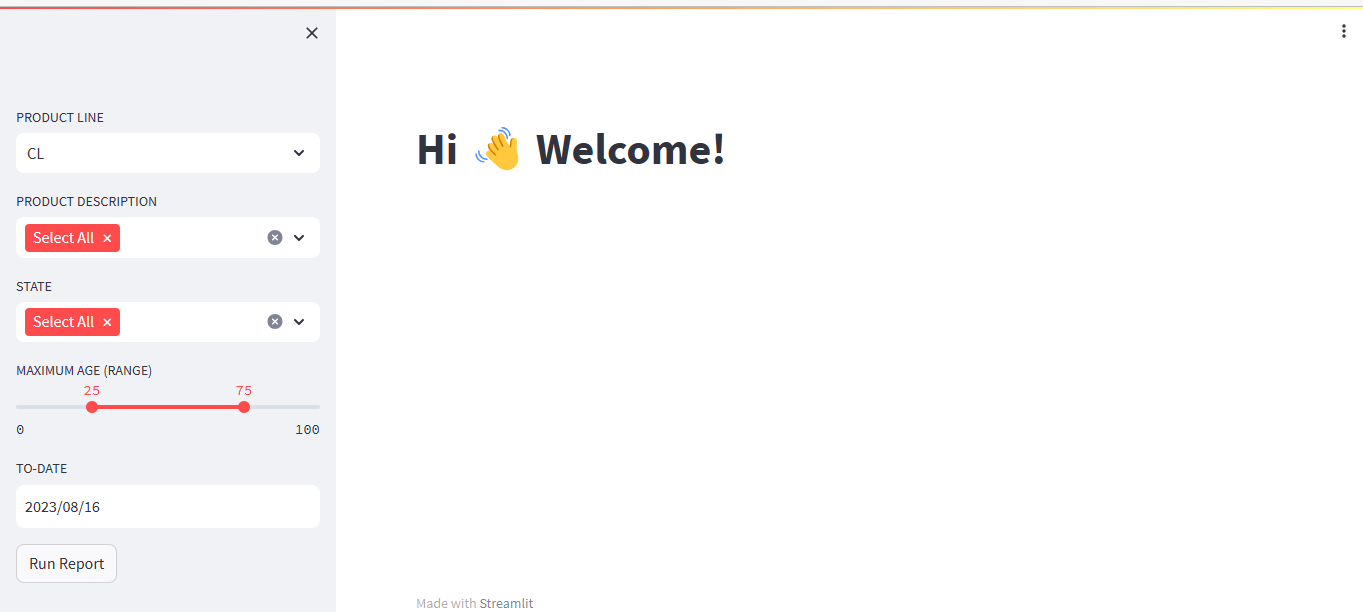 PRODUCT LINE
CL
PRODUCT DESCRIPTION
Select All
STATE
Select All
MAXIMUM AGE (RANGE)
25 75
0 100
TO-DATE
2023/08/16
Run Report
Hi 👋 Welcome!
Made with Streamlit